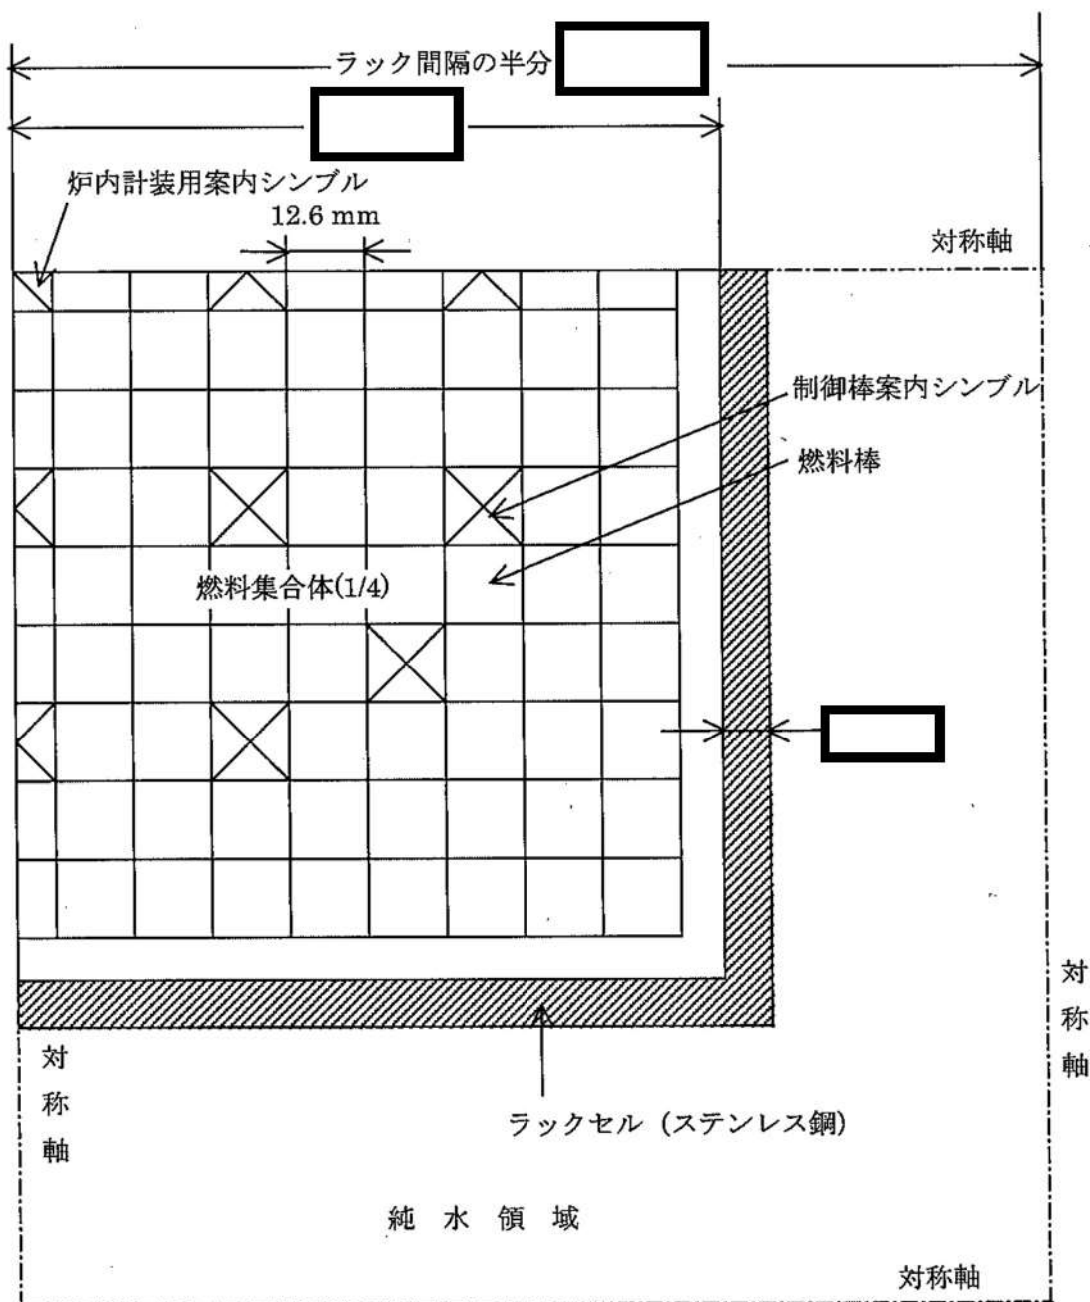 ラック間隔の半分
炉内計装用案内シンブル
12.6 mm
対称軸
制御棒案内シンブル
燃料棒
燃料集合体(1/4)
対称軸
対称軸
ラックセル（ステンレス鋼）
純水領域
対称軸